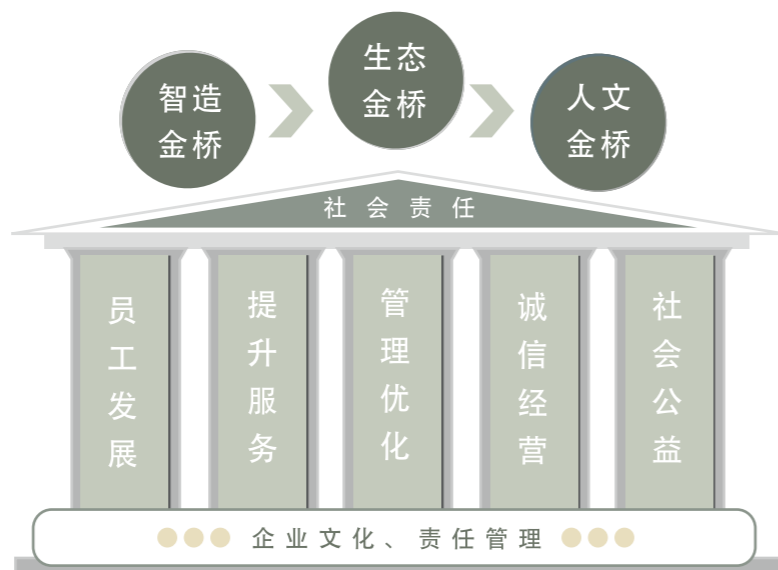 智造
金桥
生态
金桥
人文
金桥
社会责任
员工发展
提升服务
管理优化
诚信经营
社会公益
企业文化、责任管理